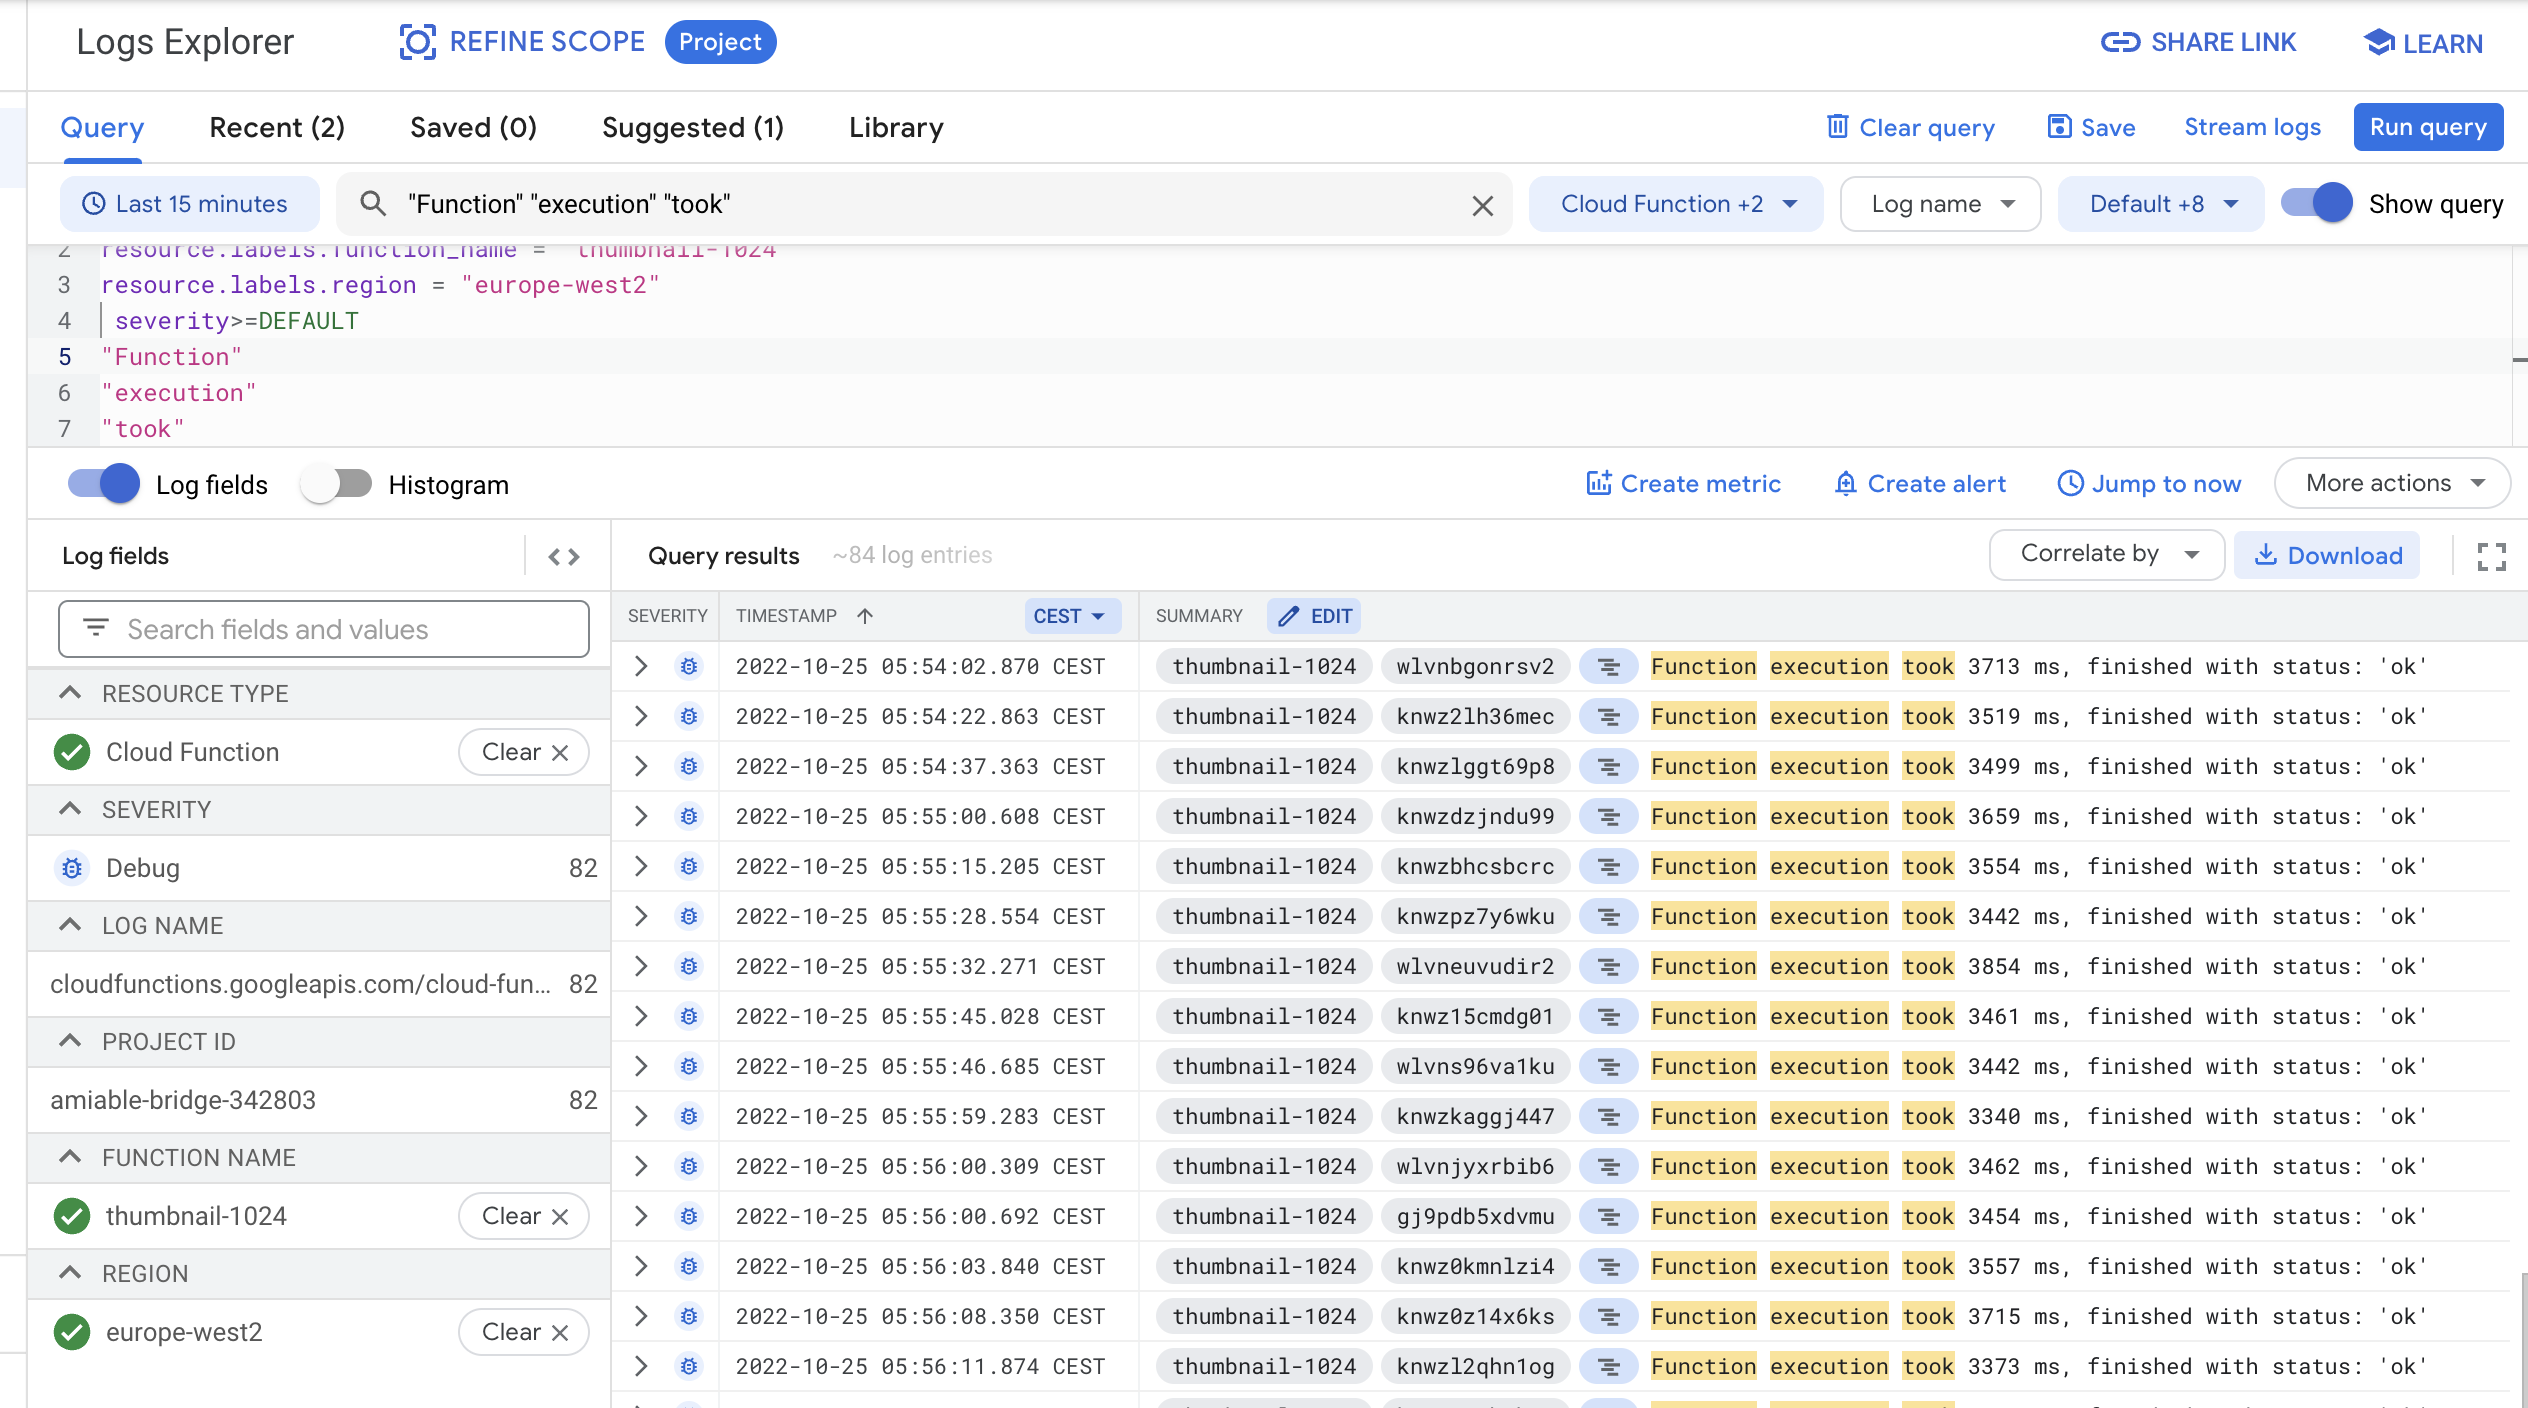 Logs Explorer REFINE SCOPE Project SHARE LINK LEARN
Query Recent (2) Saved (0) Suggested (1) Library Clear query Save Stream logs Run query
Last 15 minutes "Function" "execution" "took" Cloud Function +2 Log name Default +8 Show query
2 resource.labels.function_name = "thumbnail-1024
3 resource.labels.region = "europe-west2"
4 severity>=DEFAULT
5 "Function"
6 "execution"
7 "took"
Log fields Histogram Create metric Create alert Jump to now More actions
Log fields
Search fields and values
RESOURCE TYPE
Cloud Function Clear
SEVERITY
Debug 82
LOG NAME
cloudfunctions.googleapis.com/cloud-fun... 82
PROJECT ID
amiable-bridge-342803 82
FUNCTION NAME
thumbnail-1024 Clear
REGION
europe-west2 Clear
Query results ~84 log entries Correlate by Download
SEVERITY TIMESTAMP CEST SUMMARY EDIT
2022-10-25 05:54:02.870 CEST thumbnail-1024 wlvnbgonrsv2 Function execution took 3713 ms, finished with status: 'ok'
2022-10-25 05:54:22.863 CEST thumbnail-1024 knwz2lh36mec Function execution took 3519 ms, finished with status: 'ok'
2022-10-25 05:54:37.363 CEST thumbnail-1024 knwzlggt69p8 Function execution took 3499 ms, finished with status: 'ok'
2022-10-25 05:55:00.608 CEST thumbnail-1024 knwzdzjndu99 Function execution took 3659 ms, finished with status: 'ok'
2022-10-25 05:55:15.205 CEST thumbnail-1024 knwzbhcsbcrc Function execution took 3554 ms, finished with status: 'ok'
2022-10-25 05:55:28.554 CEST thumbnail-1024 knwzpz7y6wku Function execution took 3442 ms, finished with status: 'ok'
2022-10-25 05:55:32.271 CEST thumbnail-1024 wlvneuvudir2 Function execution took 3854 ms, finished with status: 'ok'
2022-10-25 05:55:45.028 CEST thumbnail-1024 knwz15cmdg01 Function execution took 3461 ms, finished with status: 'ok'
2022-10-25 05:55:46.685 CEST thumbnail-1024 wlvns96va1ku Function execution took 3442 ms, finished with status: 'ok'
2022-10-25 05:55:59.283 CEST thumbnail-1024 knwzkaggj447 Function execution took 3340 ms, finished with status: 'ok'
2022-10-25 05:56:00.309 CEST thumbnail-1024 wlvnjyxrbib6 Function execution took 3462 ms, finished with status: 'ok'
2022-10-25 05:56:00.692 CEST thumbnail-1024 gj9pdb5xdvmu Function execution took 3454 ms, finished with status: 'ok'
2022-10-25 05:56:03.840 CEST thumbnail-1024 knwz0kmnlzi4 Function execution took 3557 ms, finished with status: 'ok'
2022-10-25 05:56:08.350 CEST thumbnail-1024 knwz0z14x6ks Function execution took 3715 ms, finished with status: 'ok'
2022-10-25 05:56:11.874 CEST thumbnail-1024 knwzl2qhn1og Function execution took 3373 ms, finished with status: 'ok'